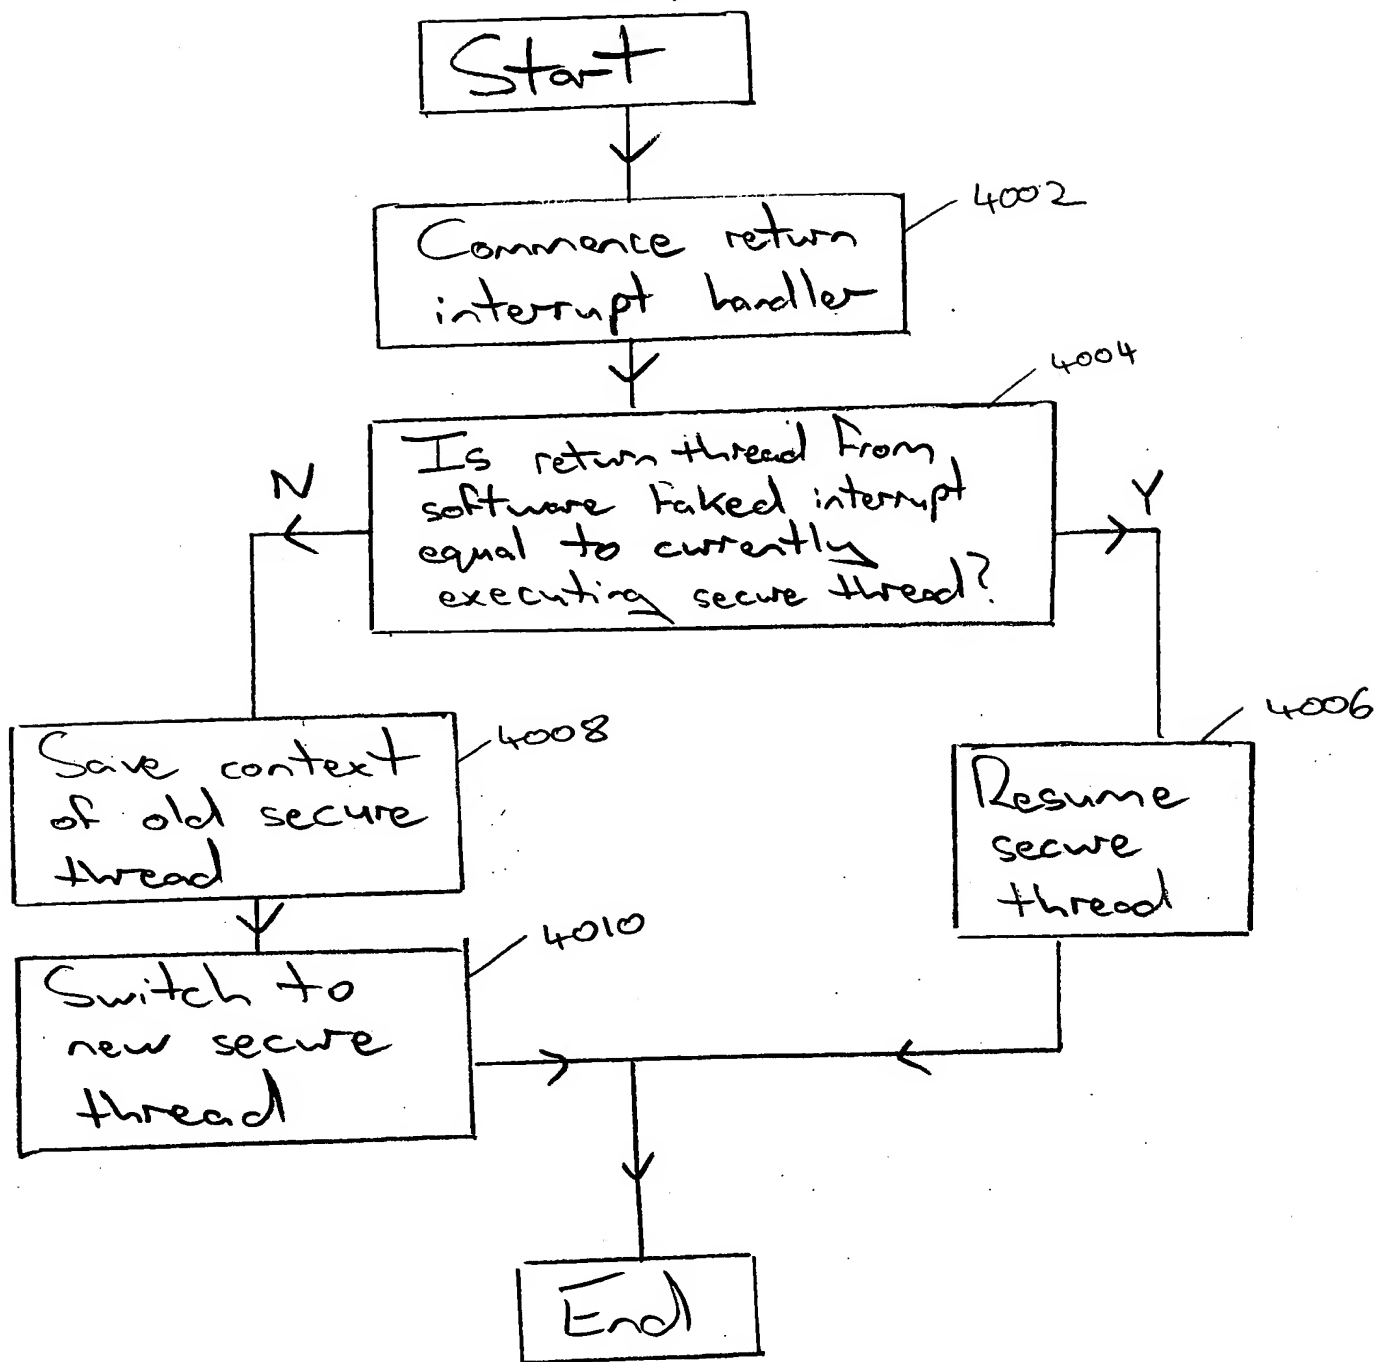 Start
4002
Commence return
interrupt handler
4004
Is return thread from
software faked interrupt
equal to currently
executing secure thread?
N
Y
4008
Save context
of old secure
thread
4006
Resume
secure
thread
4010
Switch to
new secure
thread
End